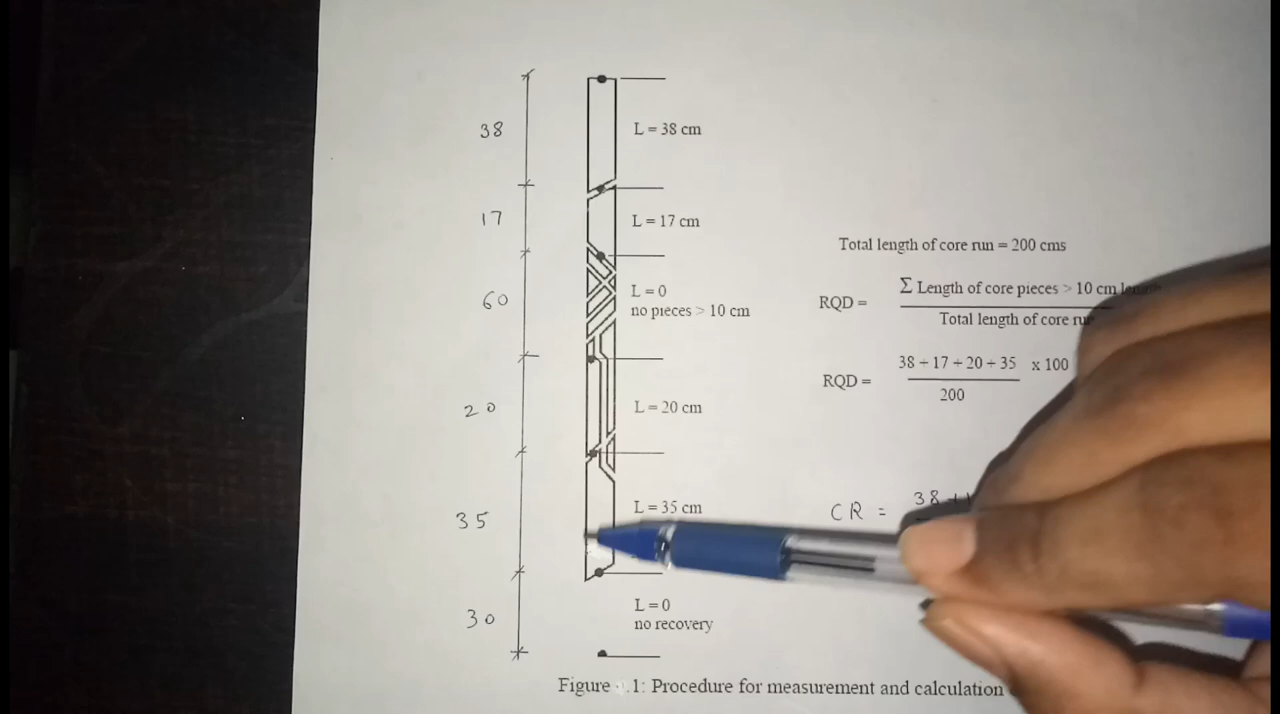 38
L = 38 cm
17
L = 17 cm
Total length of core run = 200 cms
60
L = 0
no pieces > 10 cm
RQD =
Σ Length of core pieces > 10 cm
Total length of core
RQD =
38 + 17 + 20 + 35 x 100
200
20
L = 20 cm
35
L = 35 cm
CR =
38 +
30
L = 0
no recovery
Figure .1: Procedure for measurement and calculation